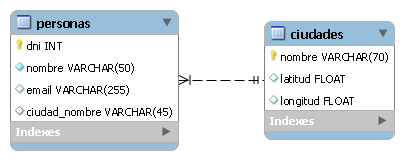 personas
dni INT
nombre VARCHAR(50)
email VARCHAR(255)
ciudad_nombre VARCHAR(45)
Indexes
ciudades
nombre VARCHAR(70)
latitud FLOAT
longitud FLOAT
Indexes